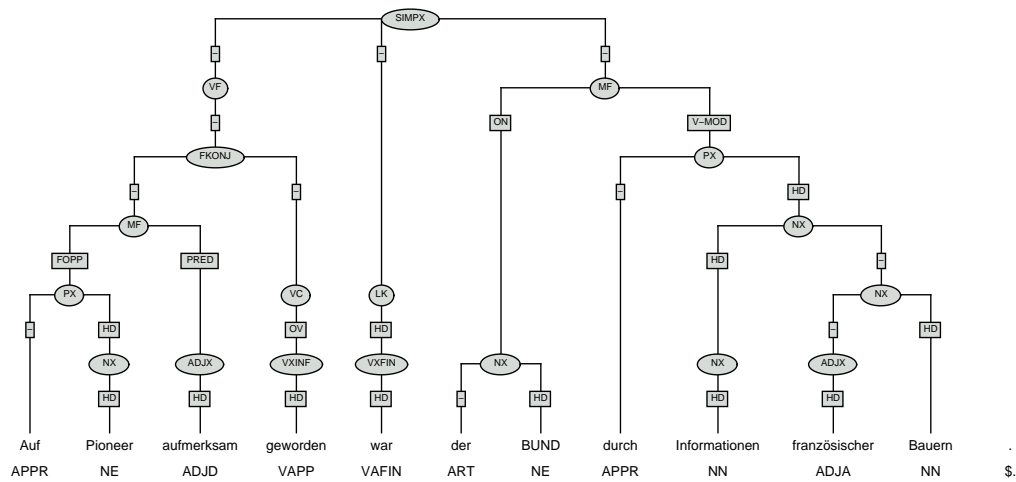 SIMPX
– – –
VF MF
– ON V–MOD
FKONJ PX
– – – HD
MF NX
FOPP PRED HD –
PX VC LK NX
– HD OV HD – HD
NX ADJX VXINF VXFIN NX NX ADJX
HD HD HD HD – HD HD HD
Auf Pioneer aufmerksam geworden war der BUND durch Informationen französischer Bauern .
APPR NE ADJD VAPP VAFIN ART NE APPR NN ADJA NN $.